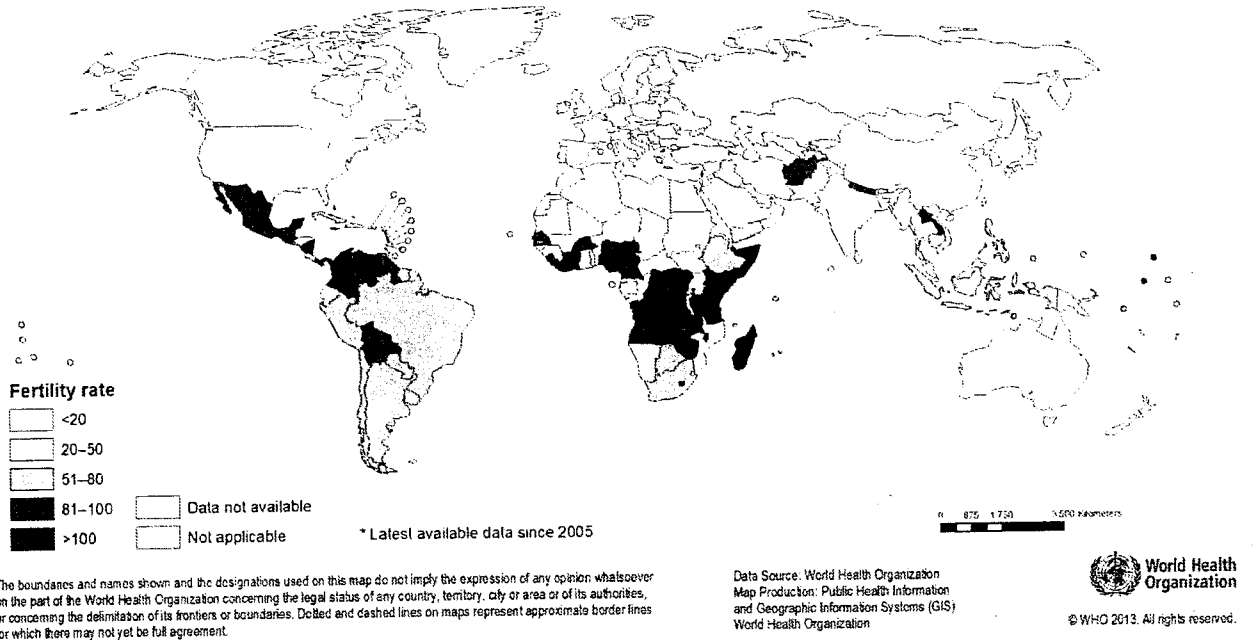 Fertility rate
<20
20–50
51–80
81–100
>100
Data not available
Not applicable
* Latest available data since 2005
875
Kilometers
The boundaries and names shown and the designations used on this map do not imply the expression of any opinion whatsoever
on the part of the World Health Organization concerning the legal status of any country, territory, city or area or of its authorities,
or concerning the delimitation of its frontiers or boundaries. Dotted and dashed lines on maps represent approximate border lines
for which there may not yet be full agreement.
Data Source: World Health Organization
Map Production: Public Health Information
and Geographic Information Systems (GIS)
World Health Organization
World Health
Organization
© WHO 2013. All rights reserved.